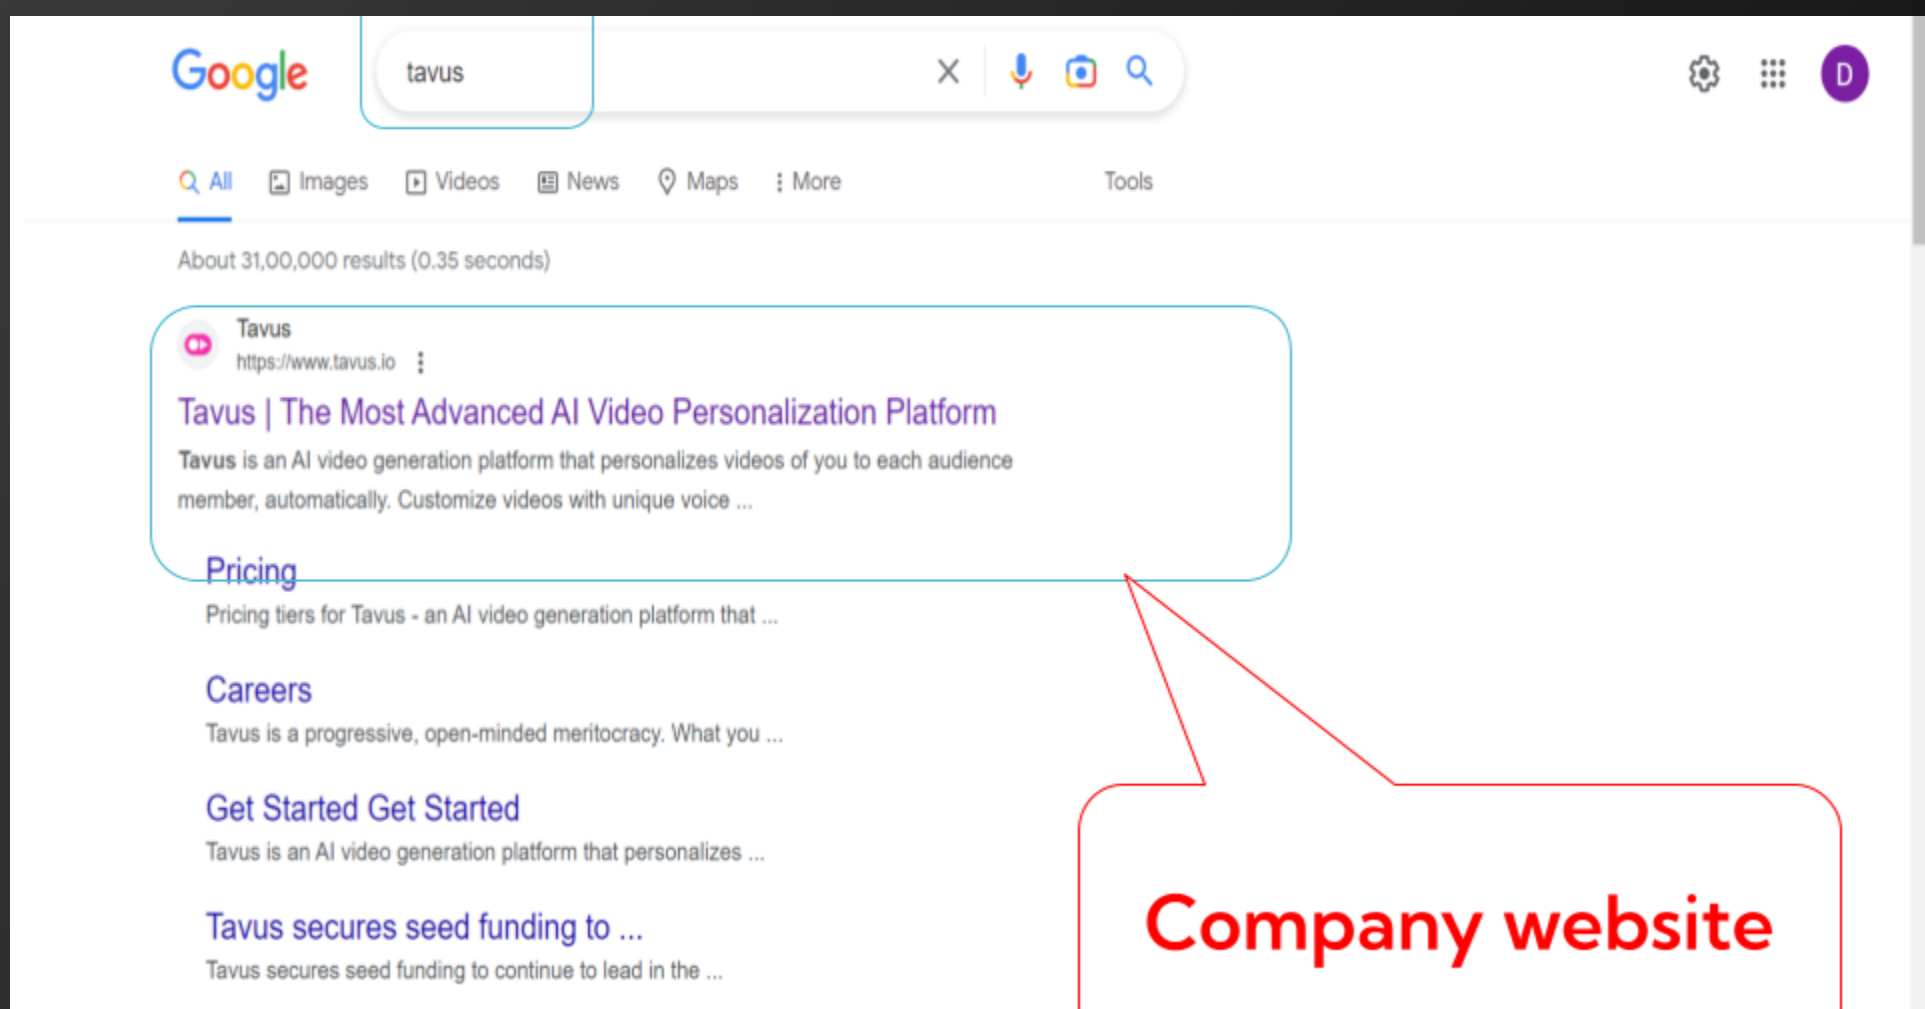 Google
tavus
All Images Videos News Maps More Tools
D
About 31,00,000 results (0.35 seconds)
Tavus
https://www.tavus.io
Tavus | The Most Advanced AI Video Personalization Platform
Tavus is an AI video generation platform that personalizes videos of you to each audience
member, automatically. Customize videos with unique voice ...
Pricing
Pricing tiers for Tavus - an AI video generation platform that ...
Careers
Tavus is a progressive, open-minded meritocracy. What you ...
Get Started Get Started
Tavus is an AI video generation platform that personalizes ...
Tavus secures seed funding to ...
Tavus secures seed funding to continue to lead in the ...
Company website